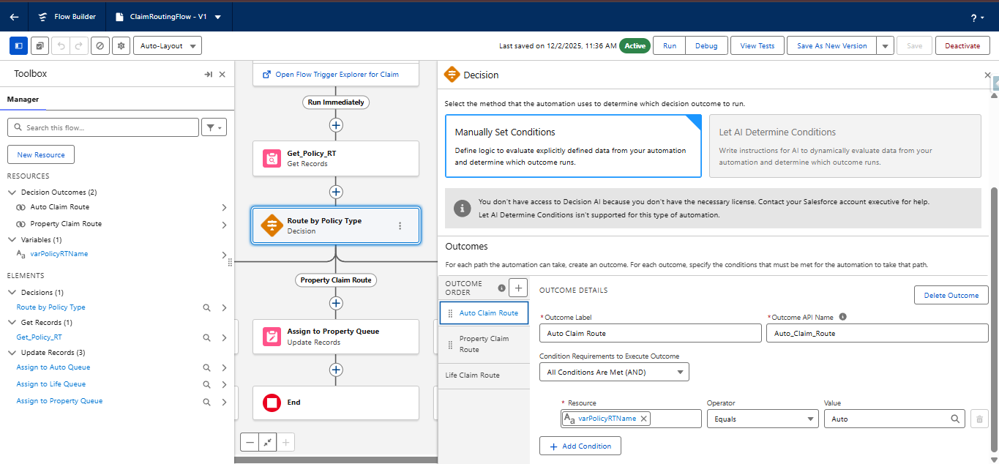 Flow Builder
ClaimRoutingFlow - V1
?
Auto-Layout
Last saved on 12/2/2025, 11:36 AM
Active
Run
Debug
View Tests
Save As New Version
Save
Deactivate
Toolbox
Manager
Search this flow...
New Resource
RESOURCES
Decision Outcomes (2)
Auto Claim Route
Property Claim Route
Variables (1)
Aa varPolicyRTName
ELEMENTS
Decisions (1)
Route by Policy Type
Get Records (1)
Get_Policy_RT
Update Records (3)
Assign to Auto Queue
Assign to Life Queue
Assign to Property Queue
Open Flow Trigger Explorer for Claim
Run Immediately
Get_Policy_RT
Get Records
Route by Policy Type
Decision
Property Claim Route
Assign to Property Queue
Update Records
End
Decision
Select the method that the automation uses to determine which decision outcome to run.
Manually Set Conditions
Define logic to evaluate explicitly defined data from your automation
and determine which outcome runs.
Let AI Determine Conditions
Write instructions for AI to dynamically evaluate data from your
automation and determine which outcome runs.
You don't have access to Decision AI because you don't have the necessary license. Contact your Salesforce account executive for help.
Let AI Determine Conditions isn't supported for this type of automation.
Outcomes
For each path the automation can take, create an outcome. For each outcome, specify the conditions that must be met for the automation to take that path.
OUTCOME
ORDER
Auto Claim Route
Property Claim
Route
Life Claim Route
OUTCOME DETAILS
Delete Outcome
*Outcome Label
Auto Claim Route
*Outcome API Name
Auto_Claim_Route
Condition Requirements to Execute Outcome
All Conditions Are Met (AND)
* Resource
Aa varPolicyRTName
Operator
Equals
Value
Auto
Add Condition